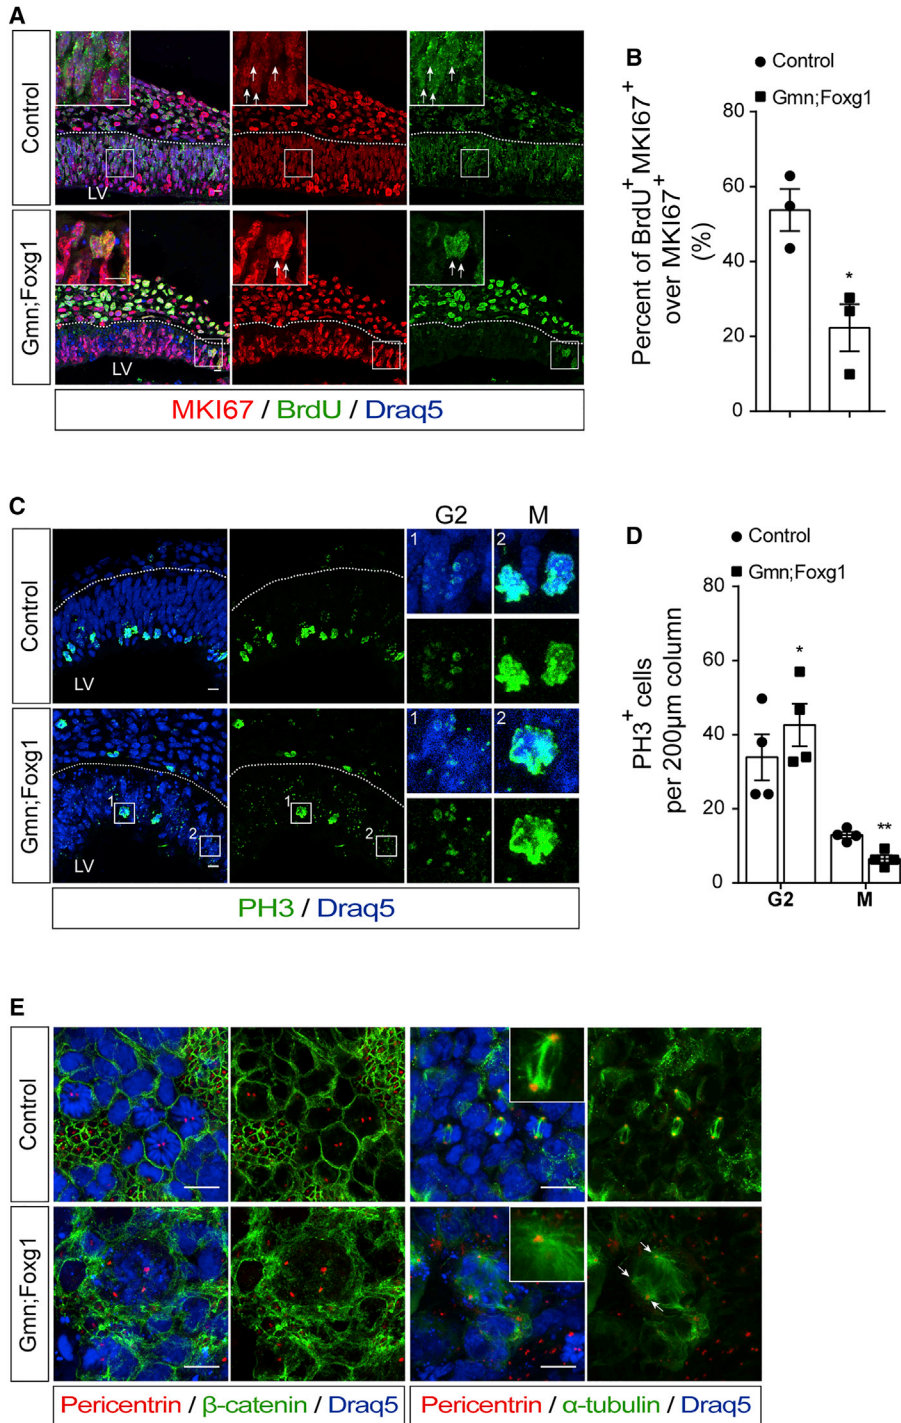 A
Control
LV
Gmn;Foxg1
LV
MKI67 / BrdU / Draq5
B
Control
Gmn;Foxg1
Percent of BrdU+ MKI67+
over MKI67+
(%)
80
60
40
20
0
*
C
G2 M
Control
LV
1
2
Gmn;Foxg1
LV
1
2
1
2
1
2
PH3 / Draq5
D
Control
Gmn;Foxg1
PH3+ cells
per 200µm column
80
60
40
20
0
*
**
G2 M
E
Control
Gmn;Foxg1
Pericentrin / β-catenin / Draq5
Pericentrin / α-tubulin / Draq5